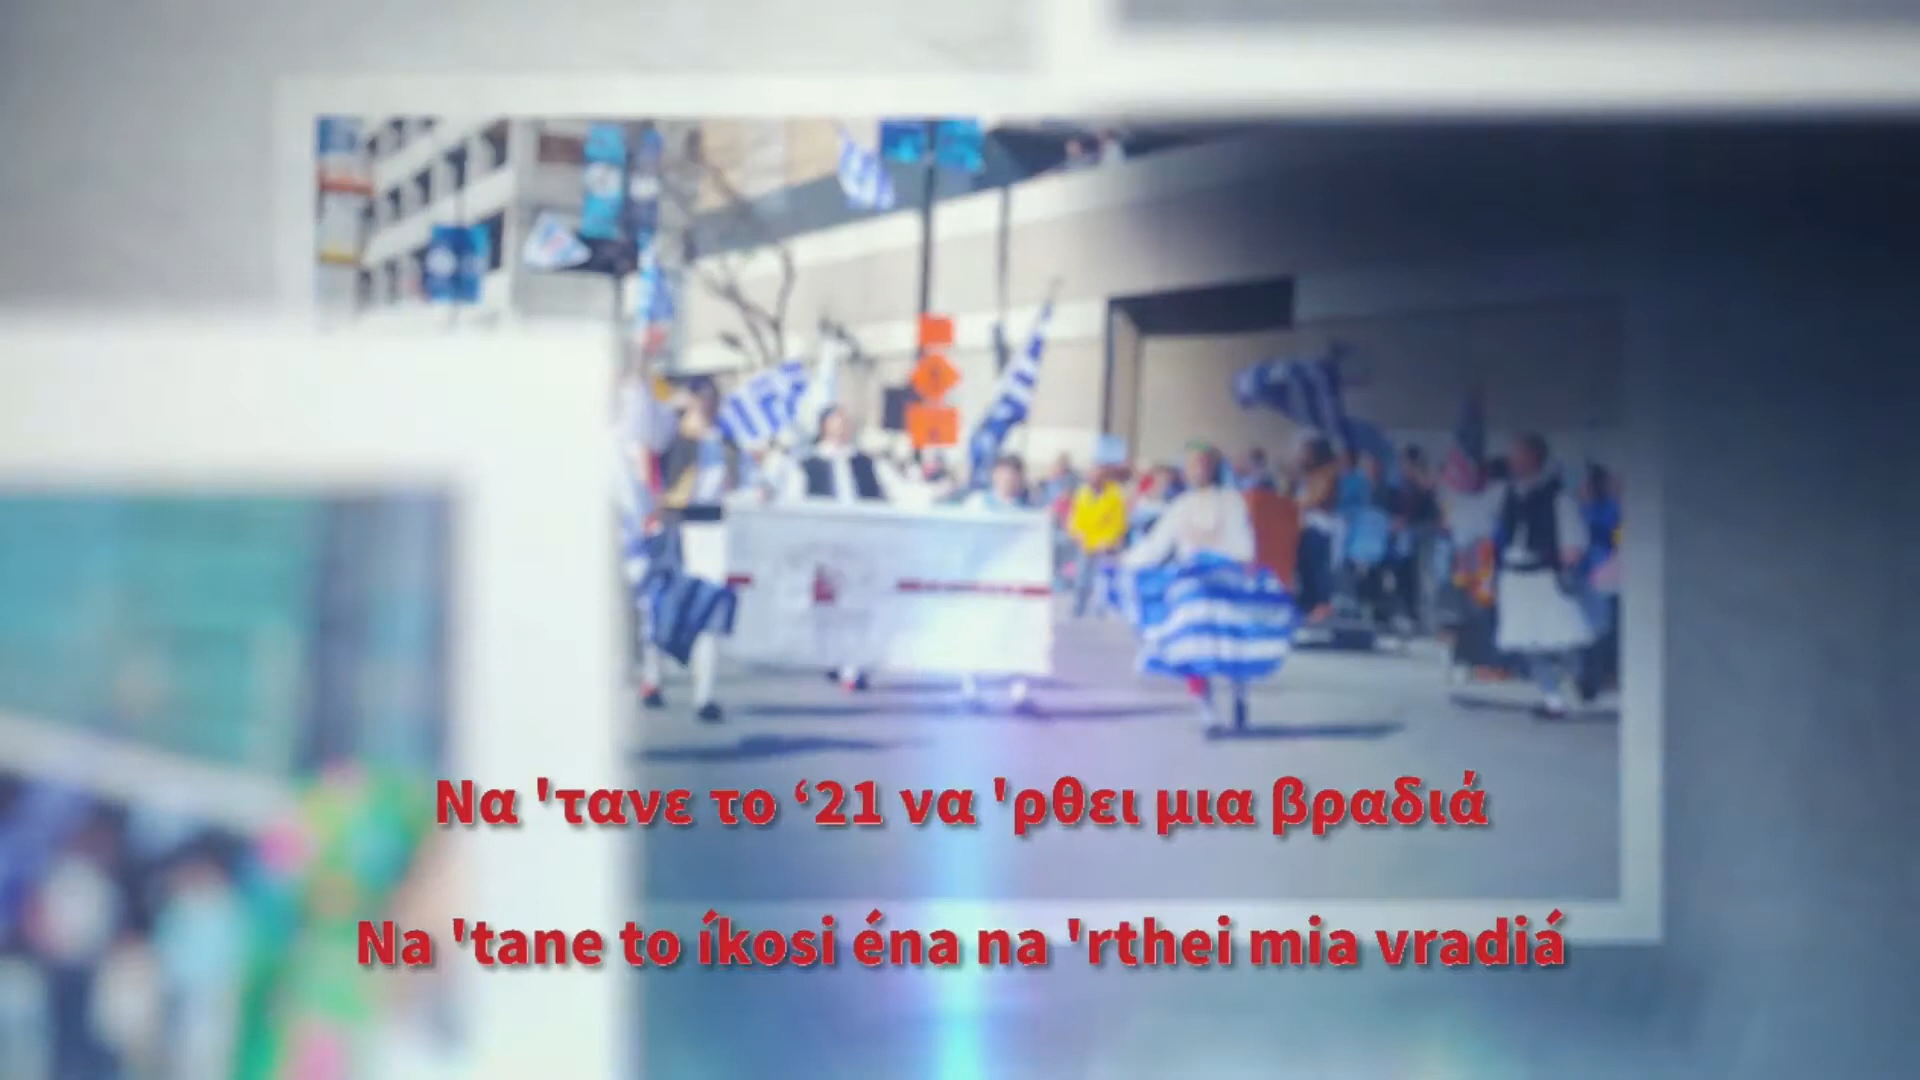 Να 'τανε το ‘21 να 'ρθει μια βραδιά
Na 'tane to íkosi éna na 'rthei mia vradiá